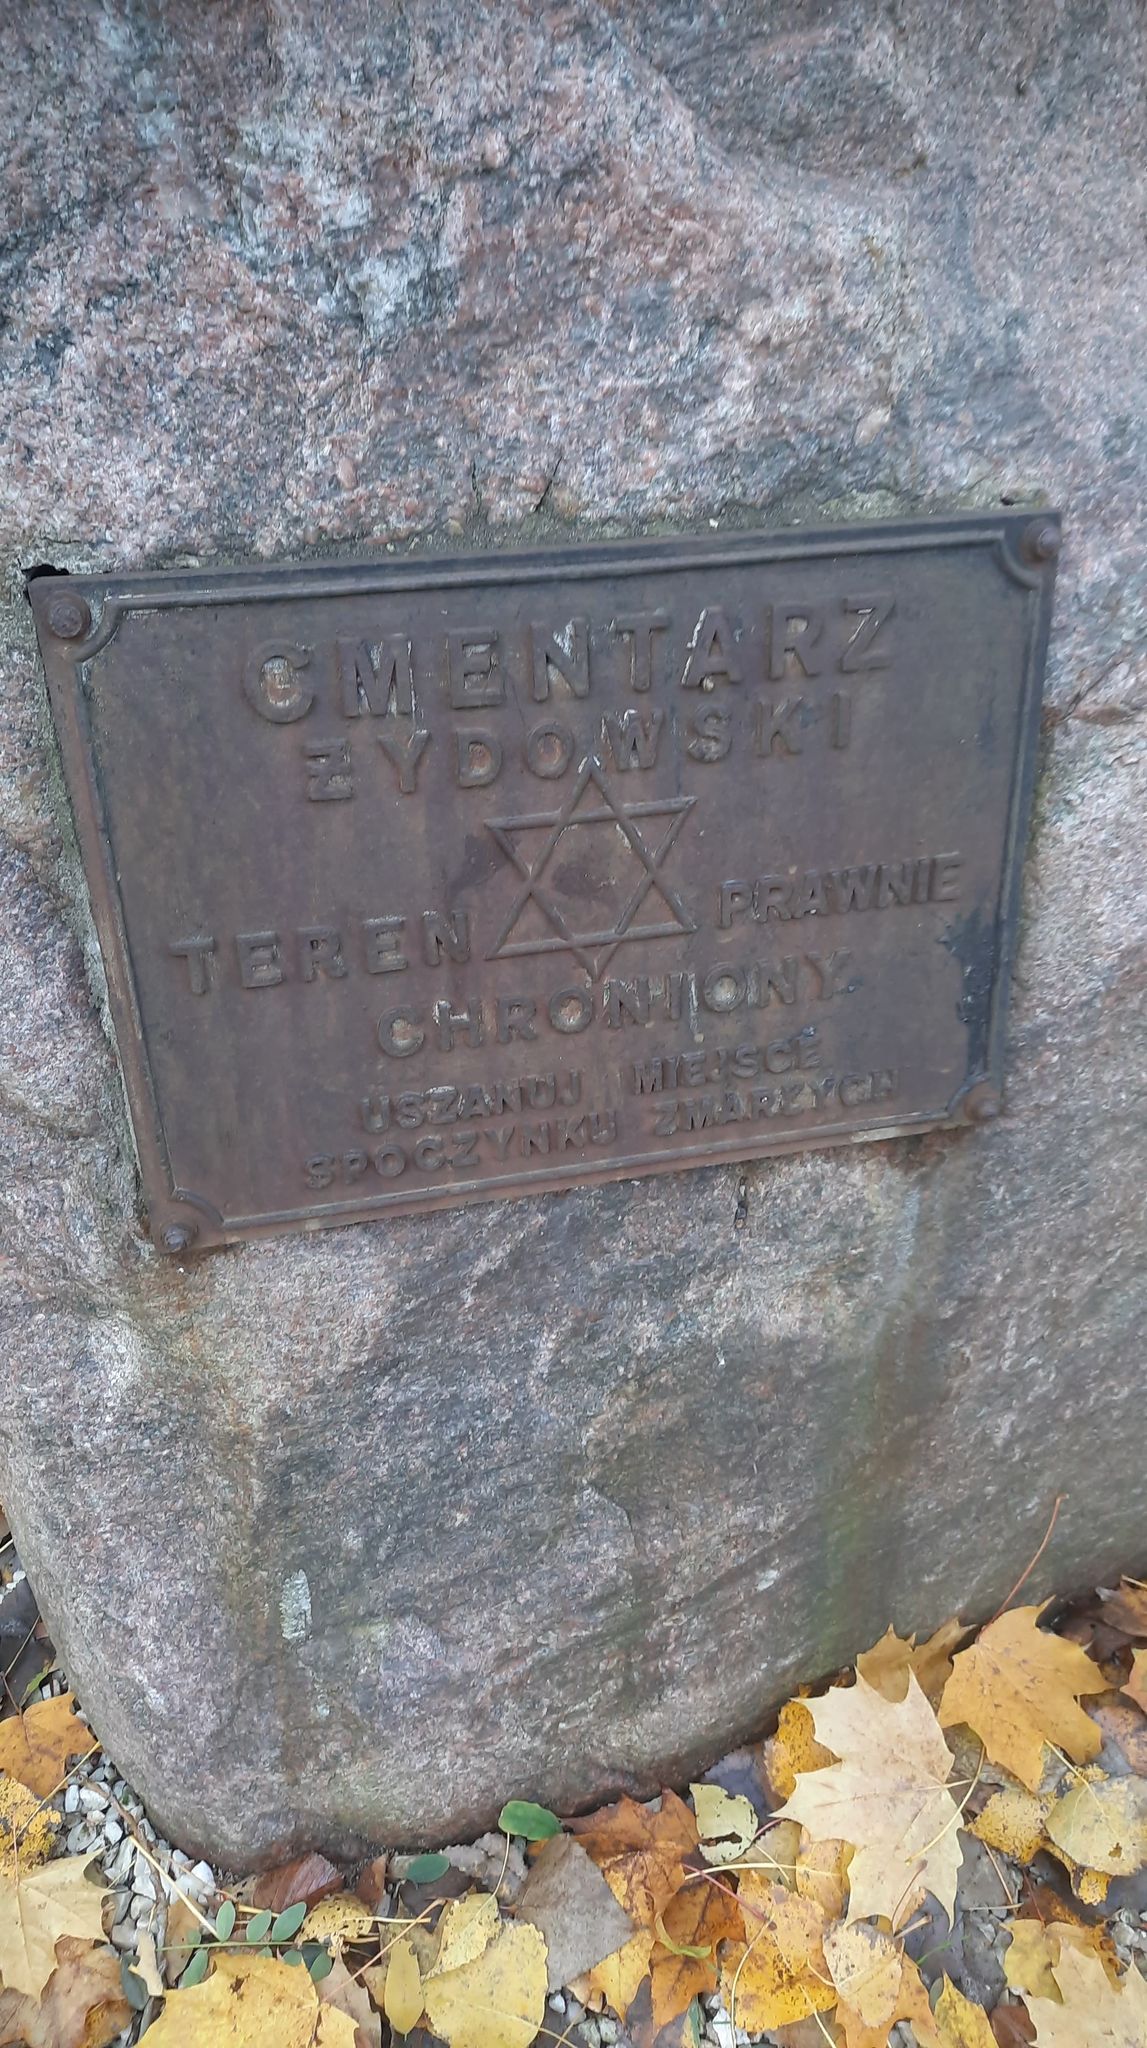 CMENTARZ
ŻYDOWSKI
TEREN PRAWNIE
CHRONIONY
USZANUJ MIEJSCE
SPOCZYNKU ZMARŁYCH